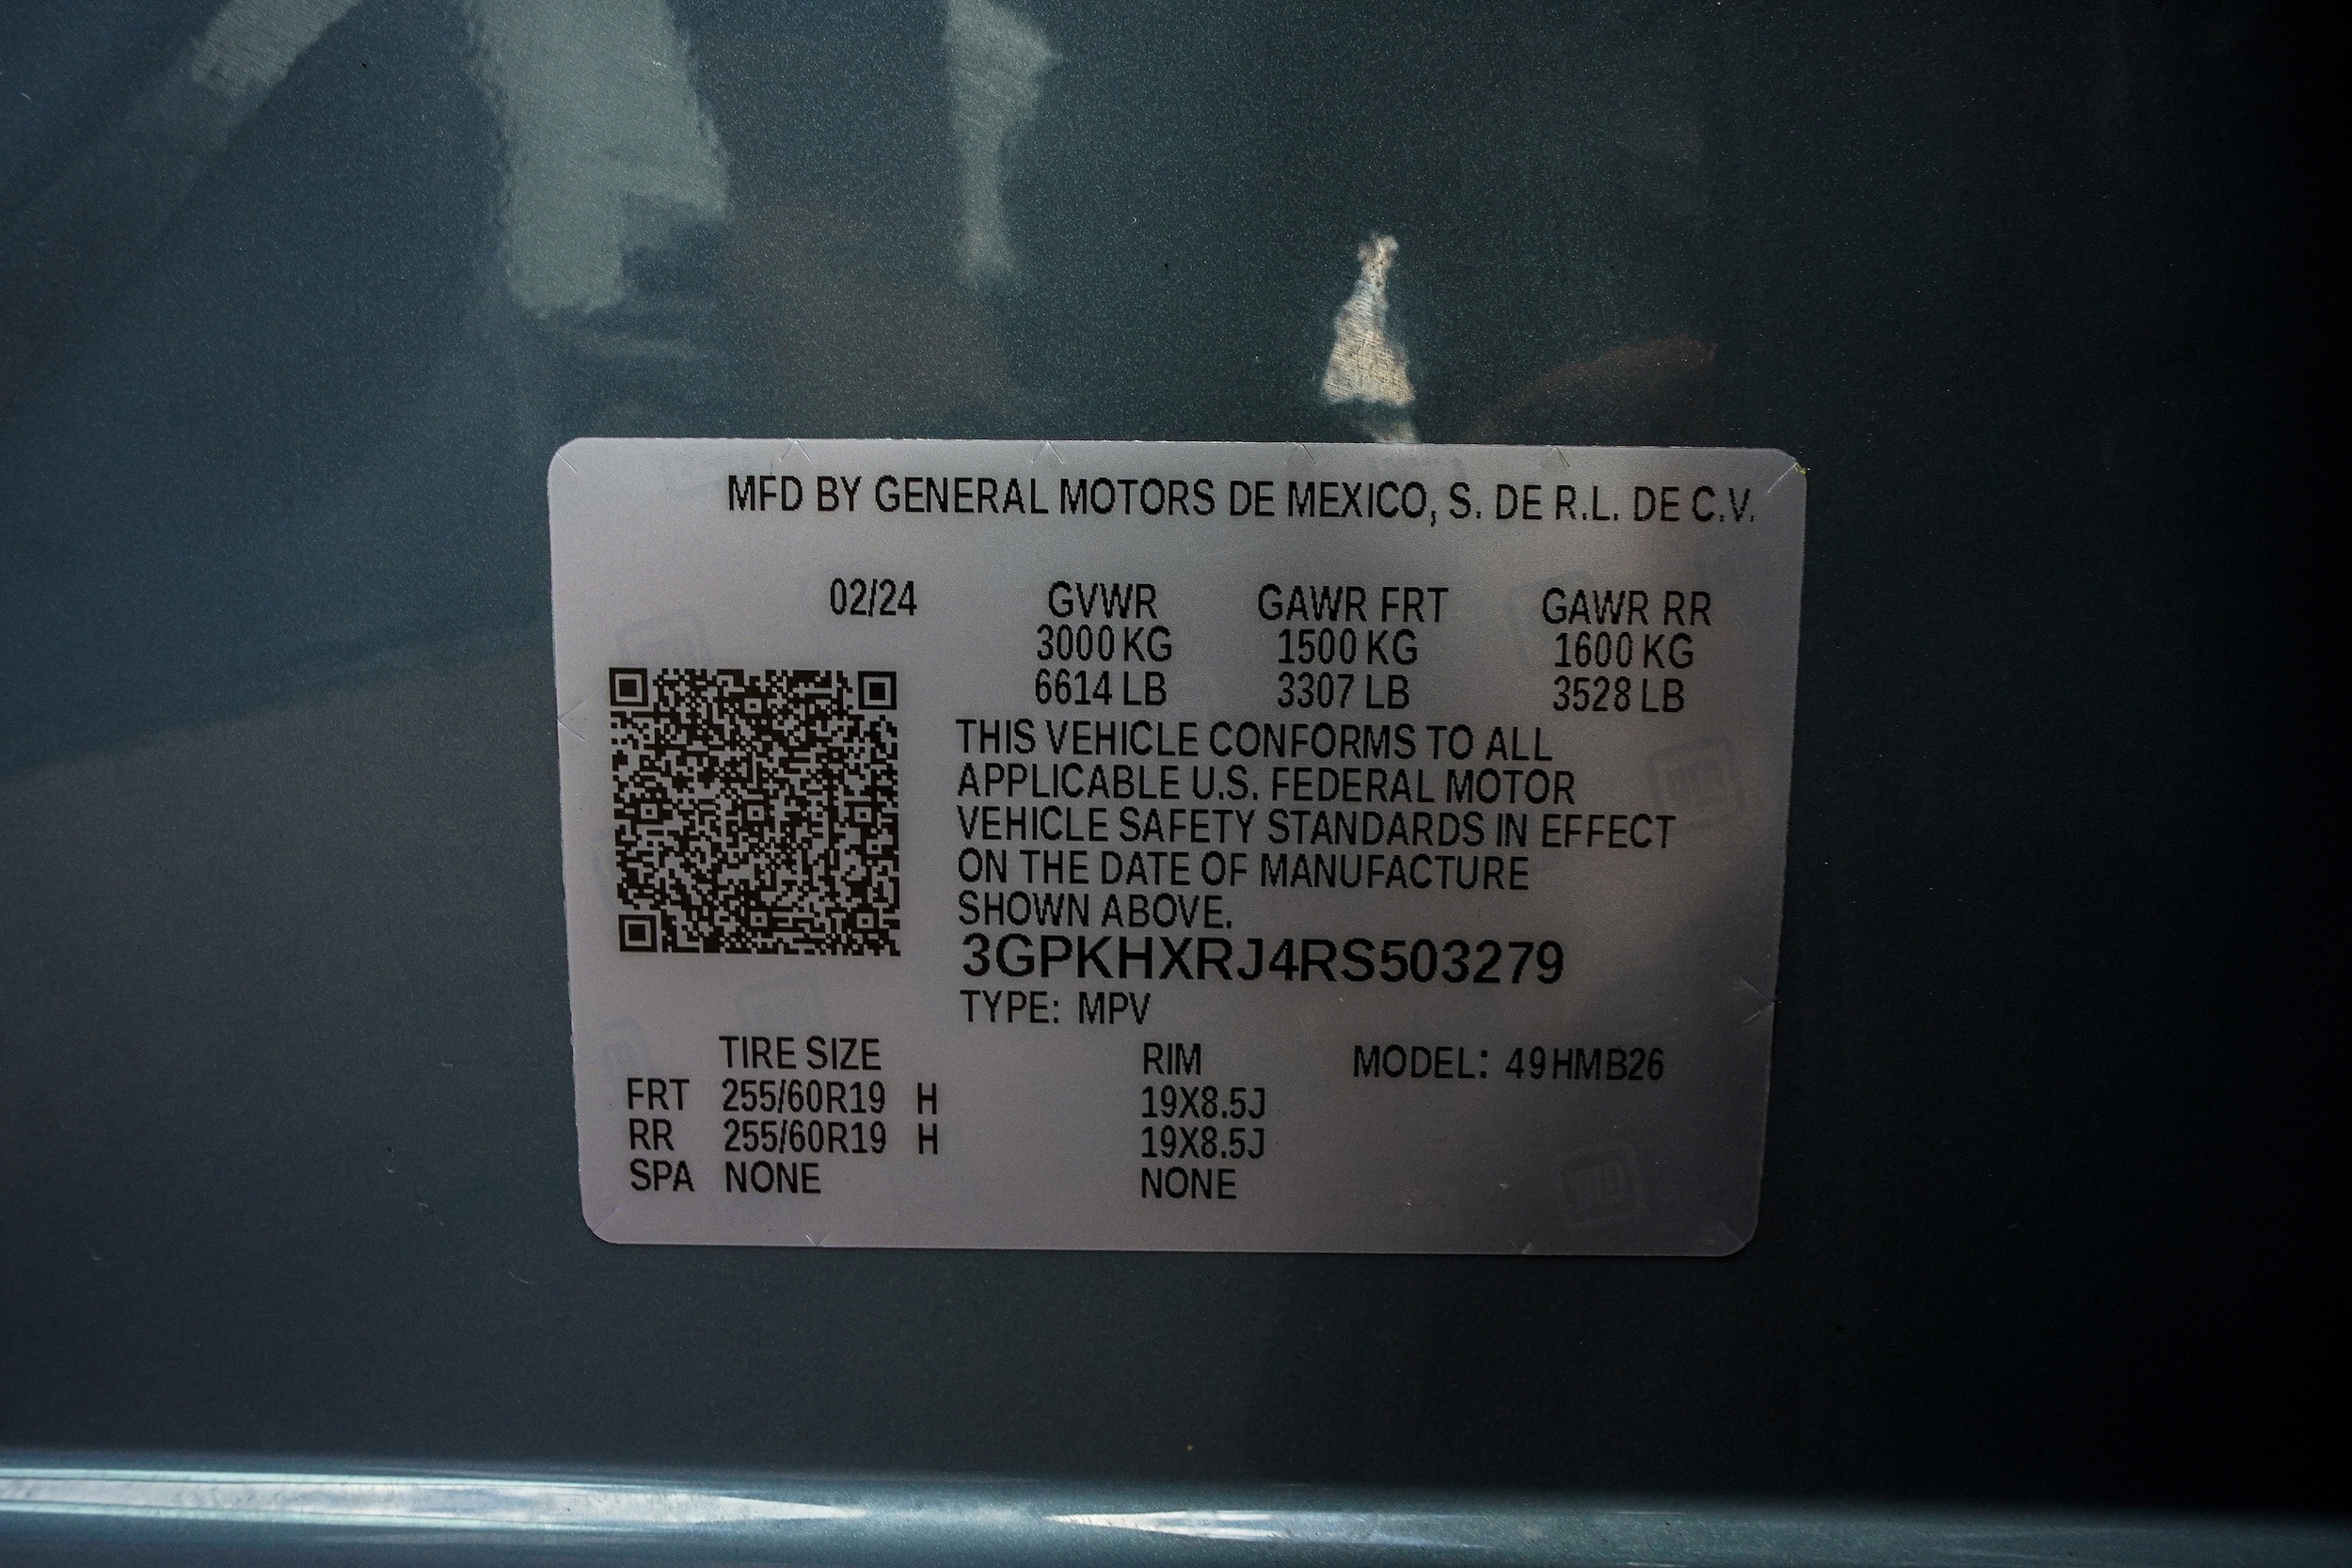 MFD BY GENERAL MOTORS DE MEXICO, S. DE R.L. DE C.V.
02/24 GVWR GAWR FRT GAWR RR
3000 KG 1500 KG 1600 KG
6614 LB 3307 LB 3528 LB
THIS VEHICLE CONFORMS TO ALL
APPLICABLE U.S. FEDERAL MOTOR
VEHICLE SAFETY STANDARDS IN EFFECT
ON THE DATE OF MANUFACTURE
SHOWN ABOVE.
3GPKHXRJ4RS503279
TYPE: MPV
TIRE SIZE RIM MODEL: 49HMB26
FRT 255/60R19 H 19X8.5J
RR 255/60R19 H 19X8.5J
SPA NONE NONE